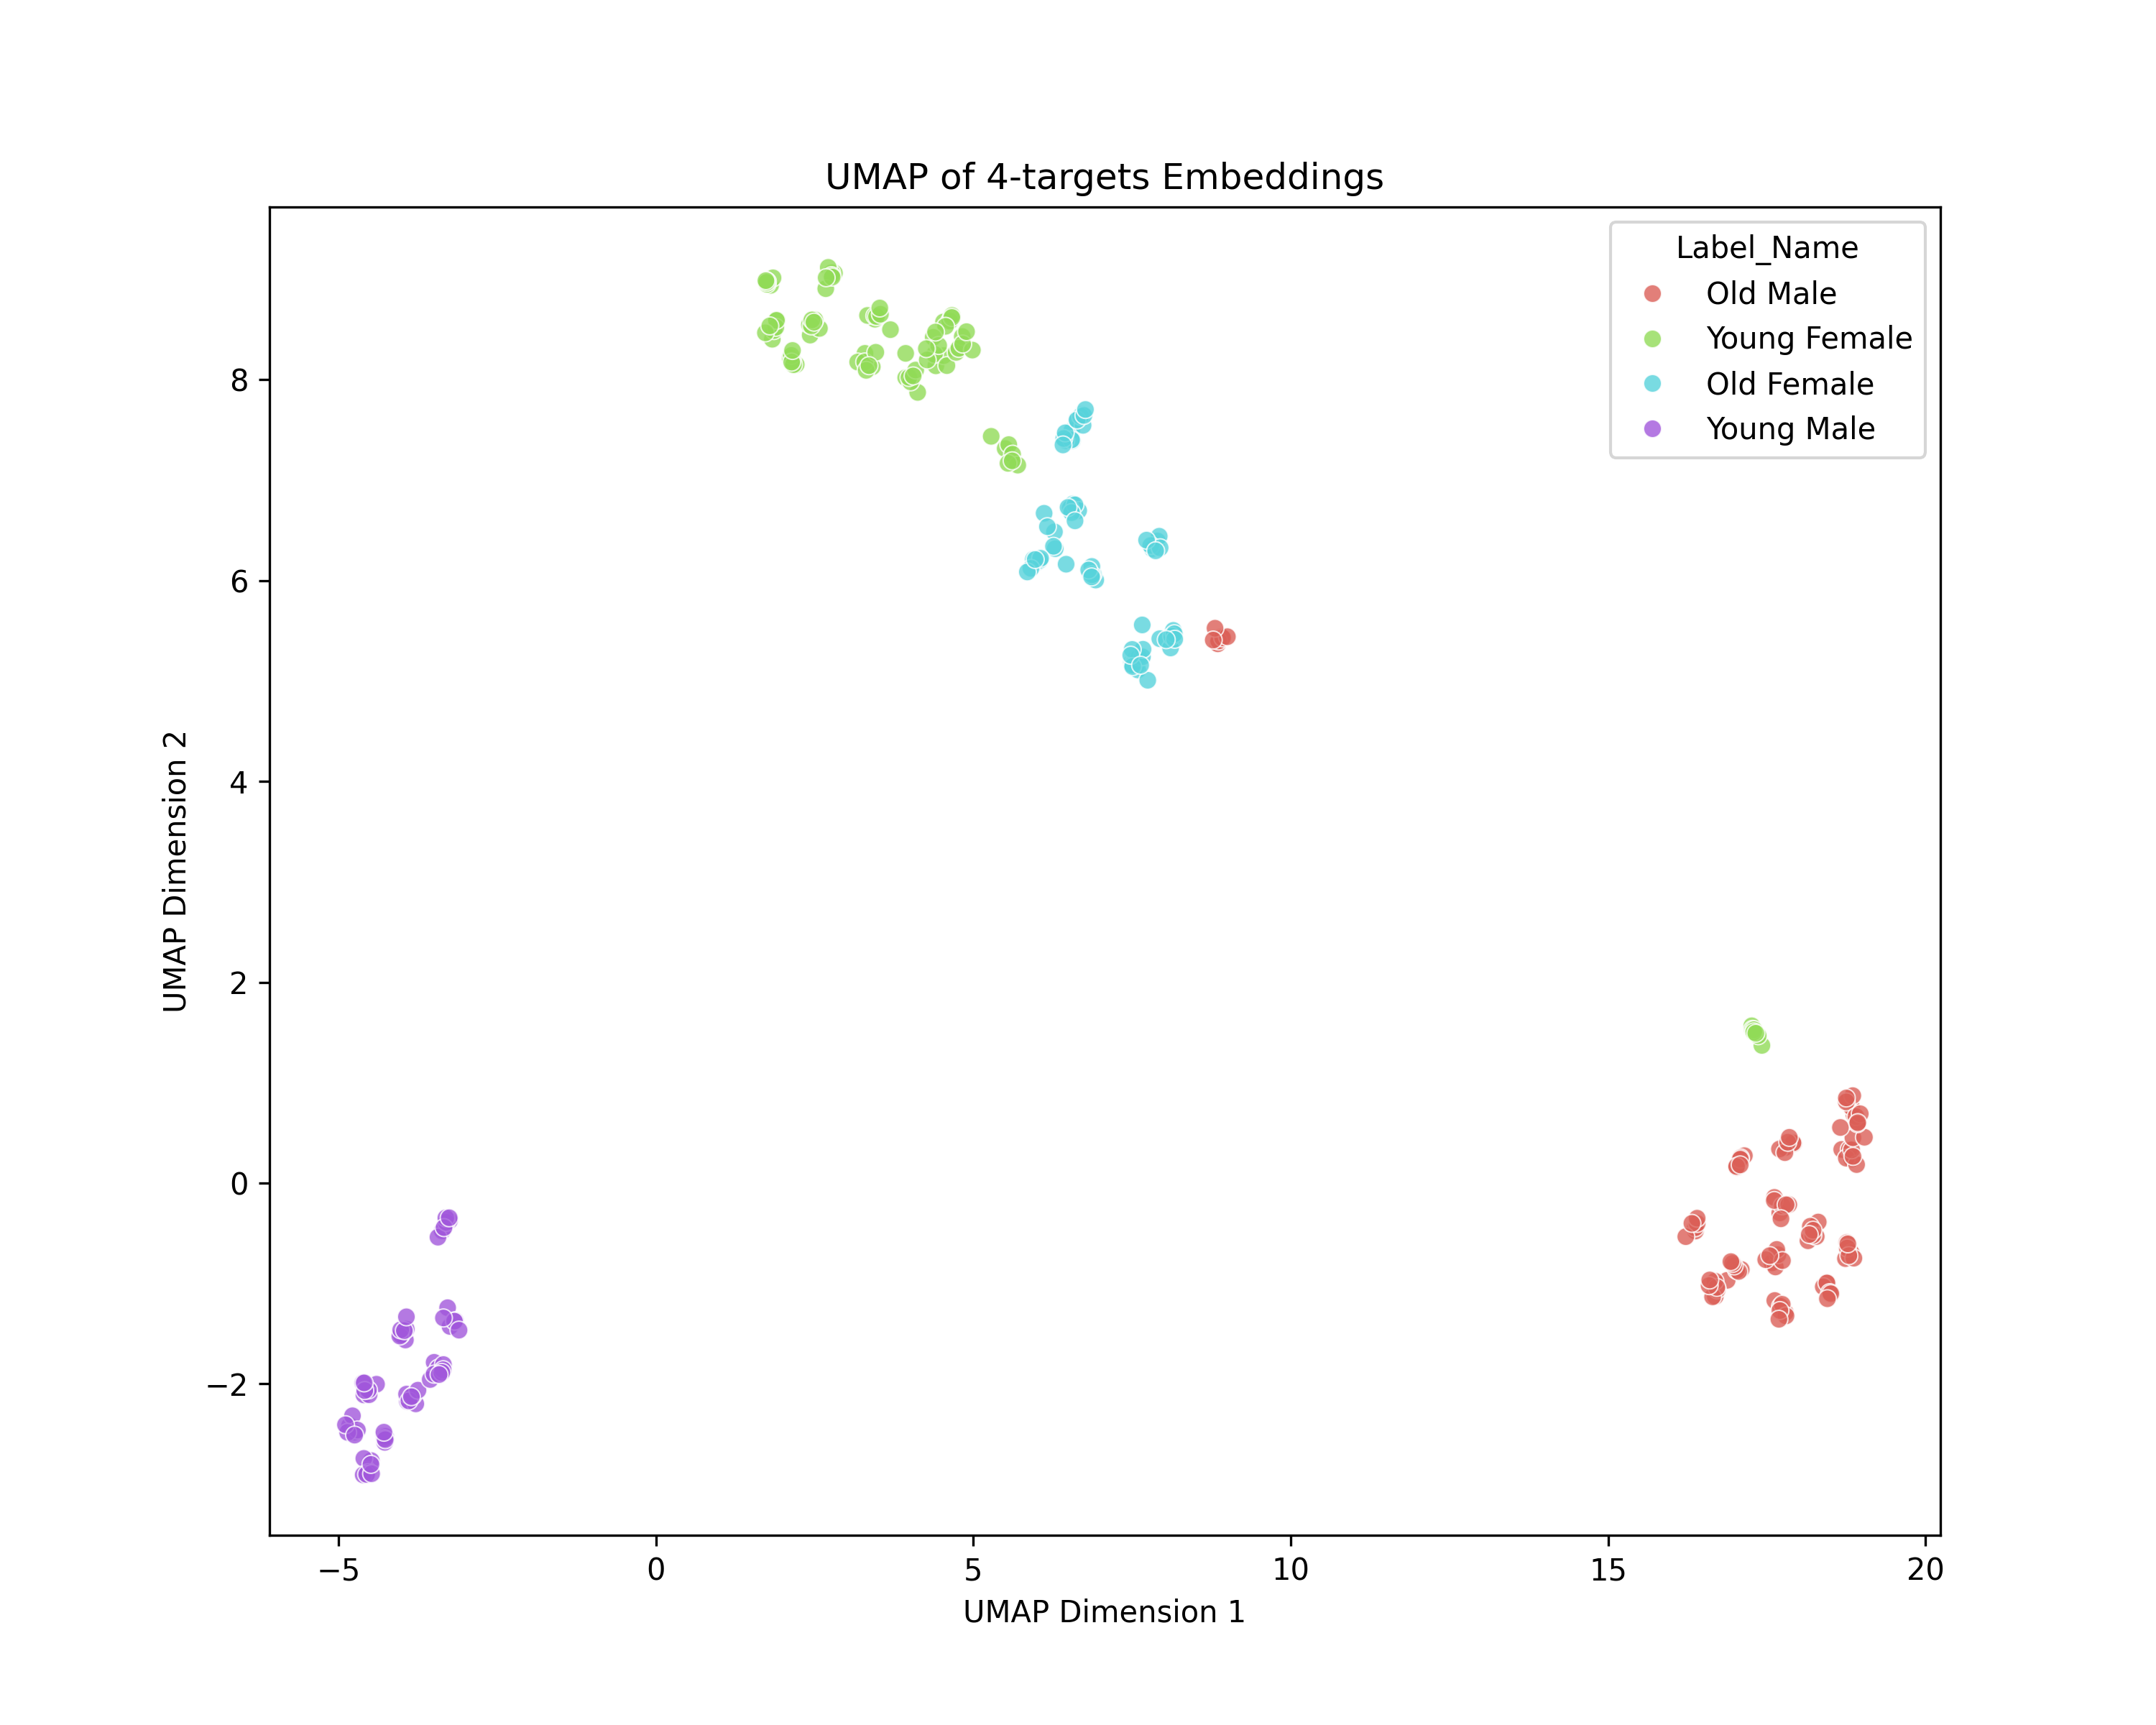 UMAP of 4-targets Embeddings
Label_Name
Old Male
Young Female
Old Female
Young Male
UMAP Dimension 2
8
6
4
2
0
−2
−5 0 5 10 15 20
UMAP Dimension 1